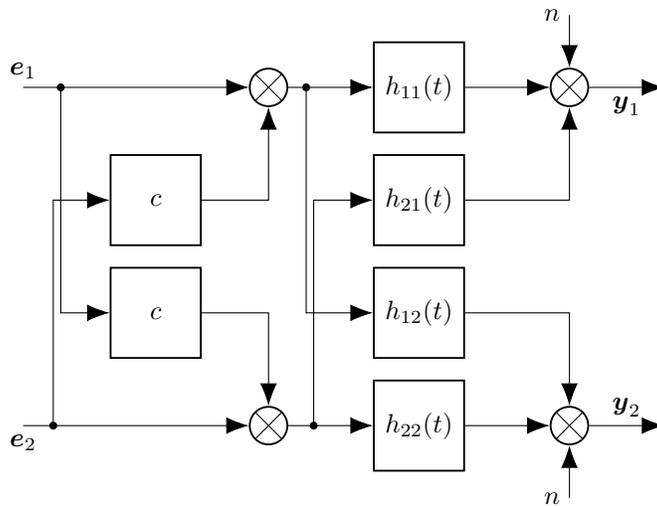 n
e₁
h₁₁(t)
y₁
c
h₂₁(t)
c
h₁₂(t)
e₂
h₂₂(t)
y₂
n